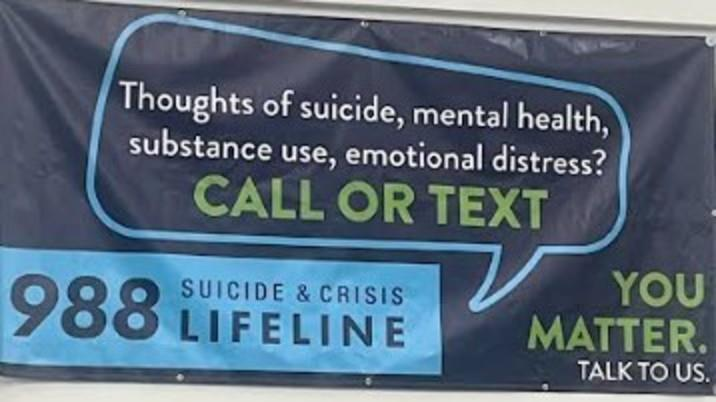 Thoughts of suicide, mental health,
substance use, emotional distress?
CALL OR TEXT
988 SUICIDE & CRISIS
LIFELINE
YOU
MATTER.
TALK TO US.